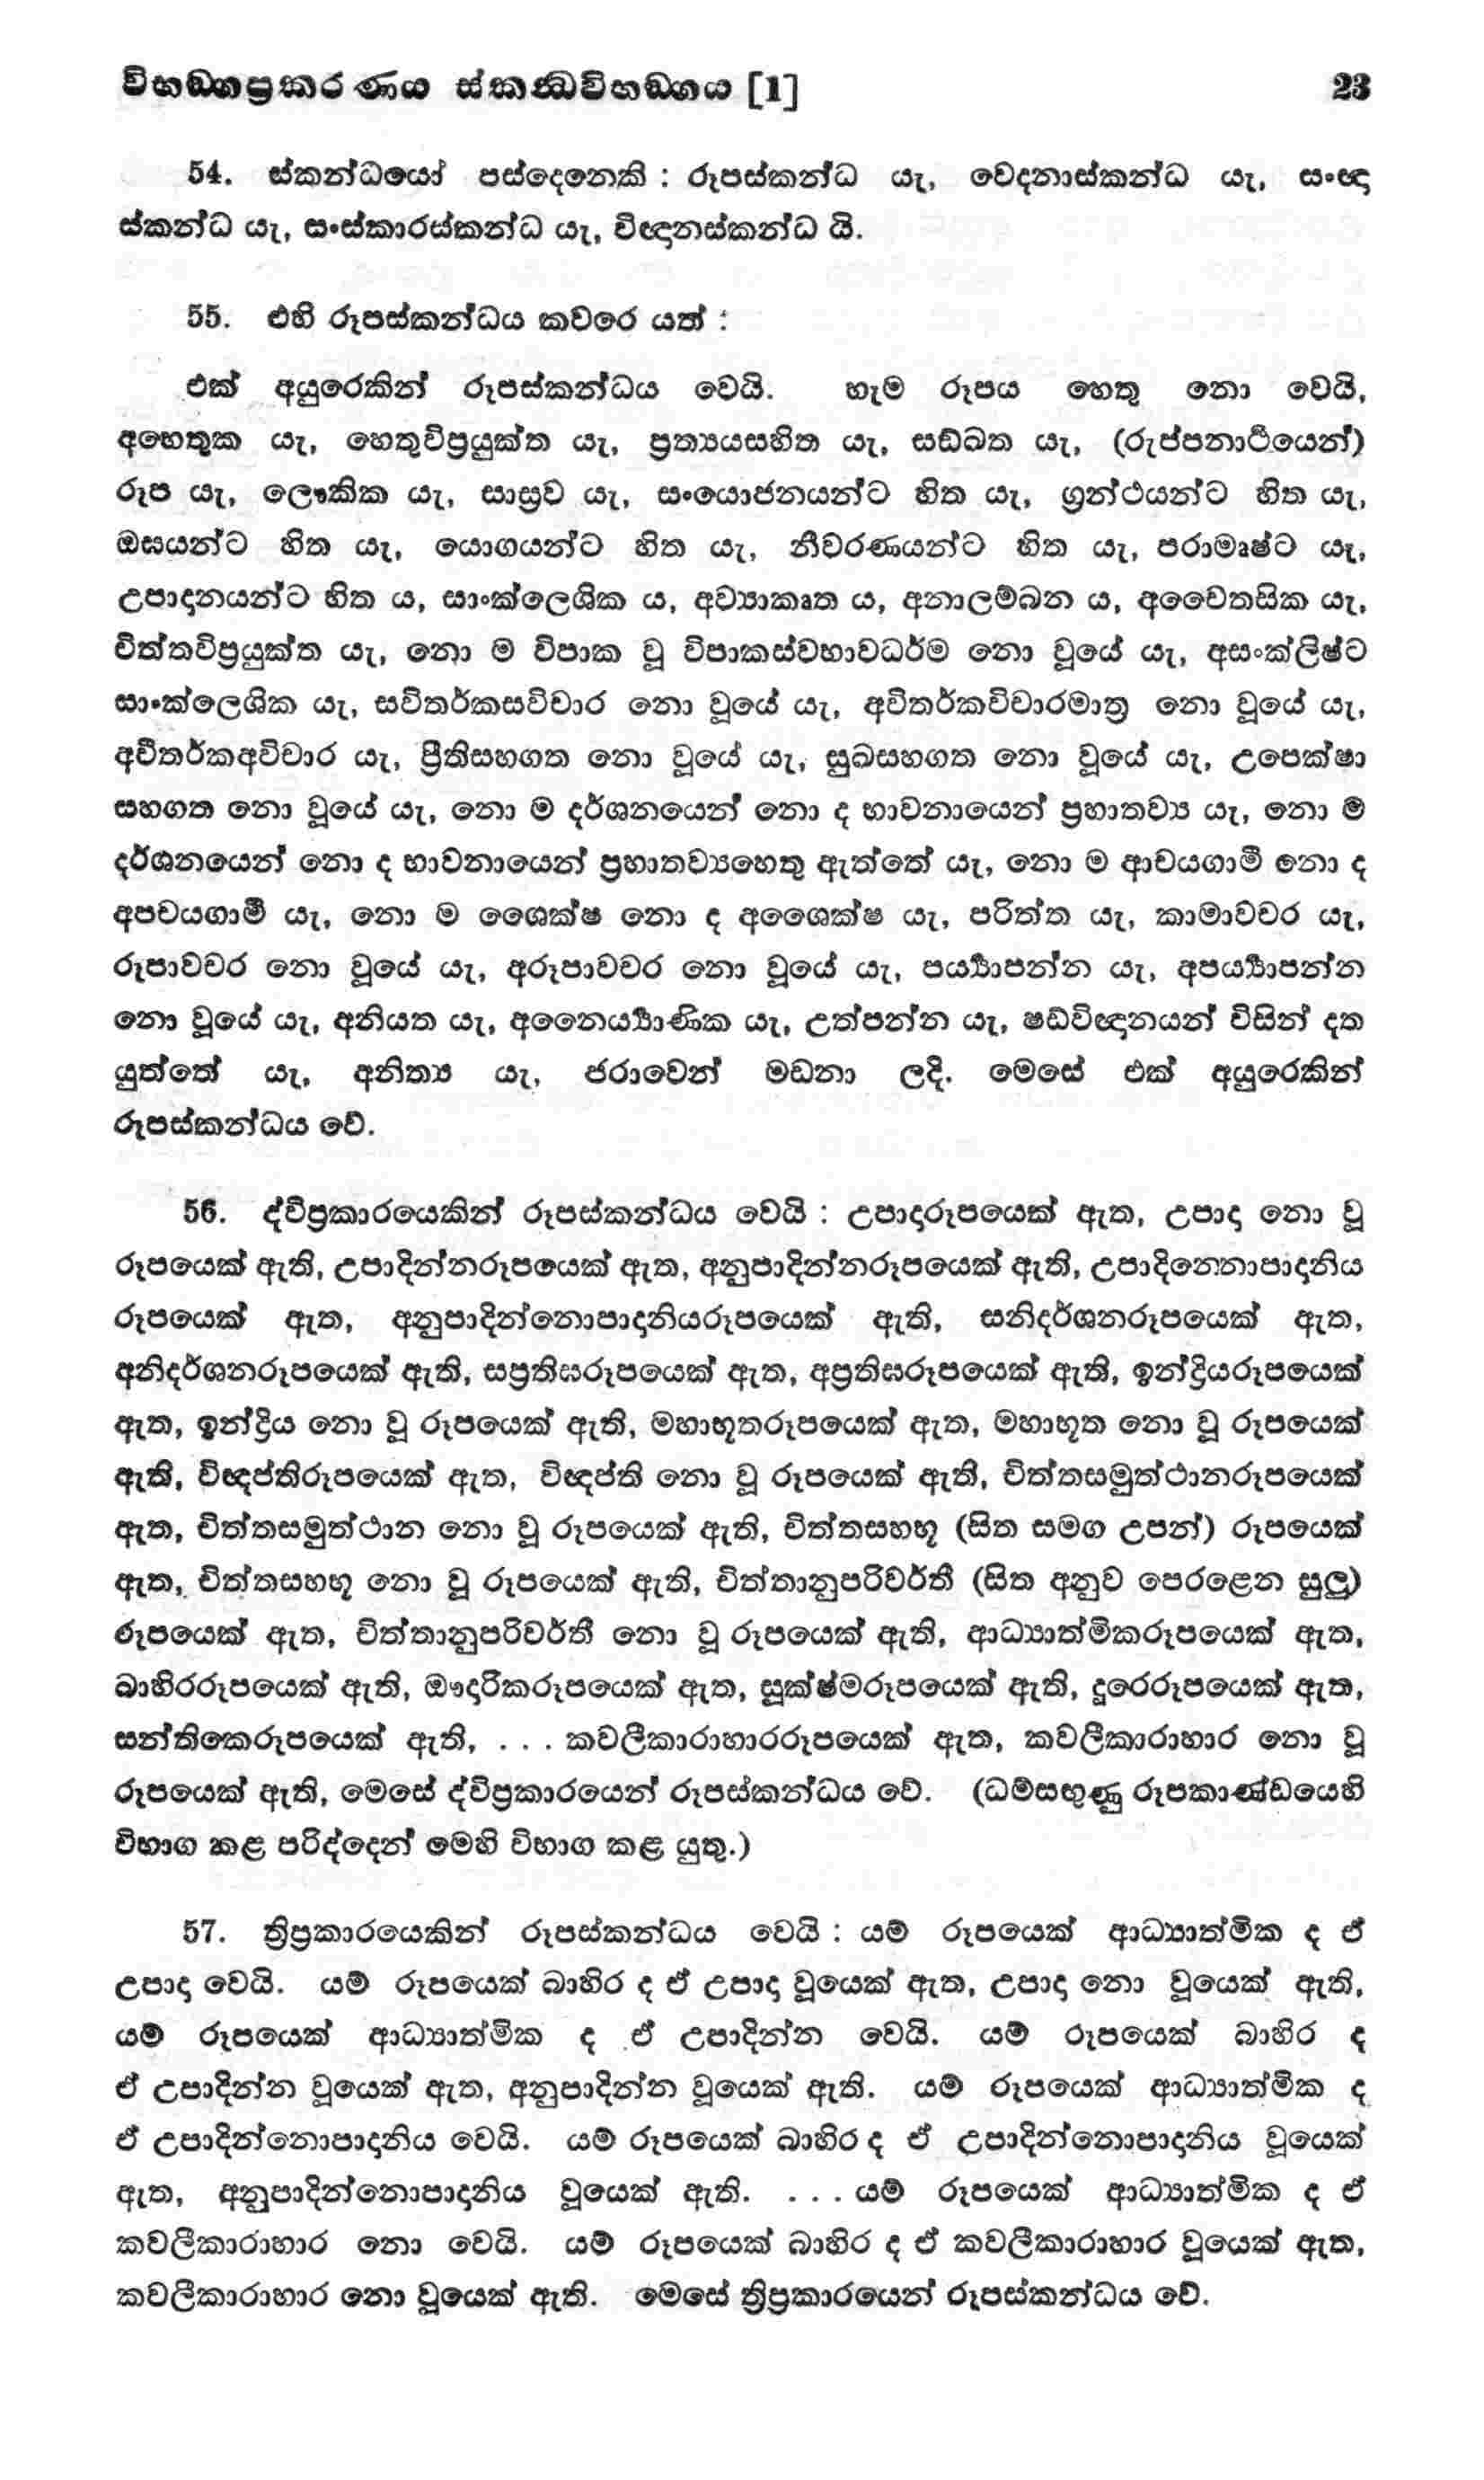 විභඞ්ගප්‍රකරණය ස්කන්ධවිභඞ්ගය [1] 23
54. ස්කන්ධයෝ පස්දෙනෙකි : රූපස්කන්ධ යැ, වෙදනාස්කන්ධ යැ, සංඥා
ස්කන්ධ යැ, සංස්කාරස්කන්ධ යැ, විඥානස්කන්ධ යි.
55. එහි රූපස්කන්ධය කවරෙ යත් :
එක් අයුරෙකින් රූපස්කන්ධය වෙයි. හැම රූපය හෙතු නො වෙයි,
අහෙතුක යැ, හෙතුවිප්‍රයුක්ත යැ, ප්‍රත්‍යයසහිත යැ, සඞ්ඛත යැ, (රුප්පනාර්ථයෙන්)
රූප යැ, ලෞකික යැ, සාස්‍රව යැ, සංයොජනයන්ට හිත යැ, ග්‍රන්ථයන්ට හිත යැ,
ඔඝයන්ට හිත යැ, යොගයන්ට හිත යැ, නීවරණයන්ට හිත යැ, පරාමෘෂ්ට යැ,
උපාදානයන්ට හිත ය, සාංක්ලෙශික ය, අව්‍යාකෘත ය, අනාලම්බන ය, අචෛතසික යැ,
චිත්තවිප්‍රයුක්ත යැ, නො ම විපාක වූ විපාකස්වභාවධර්ම නො වූයේ යැ, අසංක්ලිෂ්ට
සාංක්ලෙශික යැ, සවිතර්කසවිචාර නො වූයේ යැ, අවිතර්කවිචාරමාත්‍ර නො වූයේ යැ,
අවිතර්කඅවිචාර යැ, ප්‍රීතිසහගත නො වූයේ යැ, සුඛසහගත නො වූයේ යැ, උපෙක්ෂා
සහගත නො වූයේ යැ, නො ම දර්ශනයෙන් නො ද භාවනායෙන් ප්‍රහාතව්‍ය යැ, නො ම
දර්ශනයෙන් නො ද භාවනායෙන් ප්‍රහාතව්‍යහෙතු ඇත්තේ යැ, නො ම ආචයගාමී නො ද
අපචයගාමී යැ, නො ම ශෛක්ෂ නො ද අශෛක්ෂ යැ, පරිත්ත යැ, කාමාවචර යැ,
රූපාවචර නො වූයේ යැ, අරූපාවචර නො වූයේ යැ, පර්‍ය්‍යාපන්න යැ, අපර්‍ය්‍යාපන්න
නො වූයේ යැ, අනියත යැ, අනෛර්‍ය්‍යාණික යැ, උත්පන්න යැ, ෂඩ්විඥානයන් විසින් දත
යුත්තේ යැ, අනිත්‍ය යැ, ජරාවෙන් මඩනා ලදි. මෙසේ එක් අයුරෙකින්
රූපස්කන්ධය වේ.
56. ද්විප්‍රකාරයෙකින් රූපස්කන්ධය වෙයි : උපාදාරූපයෙක් ඇත, උපාදා නො වූ
රූපයෙක් ඇති, උපාදින්නරූපයෙක් ඇත, අනුපාදින්නරූපයෙක් ඇති, උපාදින්නොපාදානිය
රූපයෙක් ඇත, අනුපාදින්නොපාදානියරූපයෙක් ඇති, සනිදර්ශනරූපයෙක් ඇත,
අනිදර්ශනරූපයෙක් ඇති, සප්‍රතිඝරූපයෙක් ඇත, අප්‍රතිඝරූපයෙක් ඇති, ඉන්ද්‍රියරූපයෙක්
ඇත, ඉන්ද්‍රිය නො වූ රූපයෙක් ඇති, මහාභූතරූපයෙක් ඇත, මහාභූත නො වූ රූපයෙක්
ඇති, විඥප්තිරූපයෙක් ඇත, විඥප්ති නො වූ රූපයෙක් ඇති, චිත්තසමුත්ථානරූපයෙක්
ඇත, චිත්තසමුත්ථාන නො වූ රූපයෙක් ඇති, චිත්තසහභූ (සිත සමග උපන්) රූපයෙක්
ඇත, චිත්තසහභූ නො වූ රූපයෙක් ඇති, චිත්තානුපරිවර්තී (සිත අනුව පෙරළෙන සුලු)
රූපයෙක් ඇත, චිත්තානුපරිවර්තී නො වූ රූපයෙක් ඇති, ආධ්‍යාත්මිකරූපයෙක් ඇත,
බාහිරරූපයෙක් ඇති, ඖදාරිකරූපයෙක් ඇත, සූක්ෂ්මරූපයෙක් ඇති, දූරෙරූපයෙක් ඇත,
සන්තිකෙරූපයෙක් ඇති, . . . කවලීකාරාහාරරූපයෙක් ඇත, කවලීකාරාහාර නො වූ
රූපයෙක් ඇති, මෙසේ ද්විප්‍රකාරයෙන් රූපස්කන්ධය වේ. (ධම්සඟුණු රූපකාණ්ඩයෙහි
විභාග කළ පරිද්දෙන් මෙහි විභාග කළ යුතු.)
57. ත්‍රිප්‍රකාරයෙකින් රූපස්කන්ධය වෙයි : යම් රූපයෙක් ආධ්‍යාත්මික ද ඒ
උපාදා වෙයි. යම් රූපයෙක් බාහිර ද ඒ උපාදා වූයෙක් ඇත, උපාදා නො වූයෙක් ඇති,
යම් රූපයෙක් ආධ්‍යාත්මික ද ඒ උපාදින්න වෙයි. යම් රූපයෙක් බාහිර ද
ඒ උපාදින්න වූයෙක් ඇත, අනුපාදින්න වූයෙක් ඇති. යම් රූපයෙක් ආධ්‍යාත්මික ද
ඒ උපාදින්නොපාදානිය වෙයි. යම් රූපයෙක් බාහිර ද ඒ උපාදින්නොපාදානිය වූයෙක්
ඇත, අනුපාදින්නොපාදානිය වූයෙක් ඇති. . . . යම් රූපයෙක් ආධ්‍යාත්මික ද ඒ
කවලීකාරාහාර නො වෙයි. යම් රූපයෙක් බාහිර ද ඒ කවලීකාරාහාර වූයෙක් ඇත,
කවලීකාරාහාර නො වූයෙක් ඇති. මෙසේ ත්‍රිප්‍රකාරයෙන් රූපස්කන්ධය වේ.